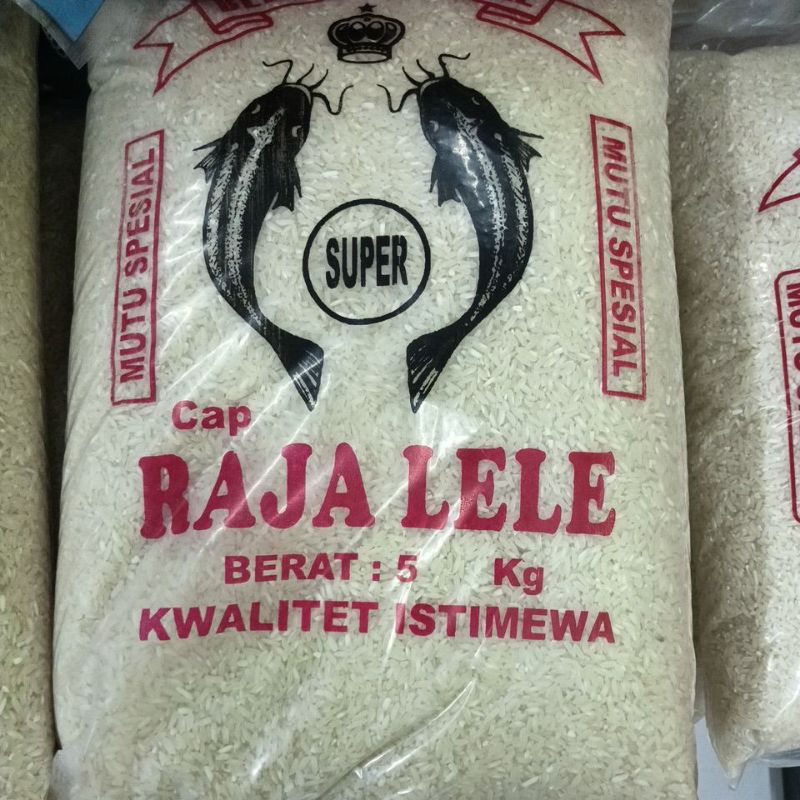 MUTU SPESIAL
SUPER
MUTU SPESIAL
Cap
RAJA LELE
BERAT : 5 Kg
KWALITET ISTIMEWA